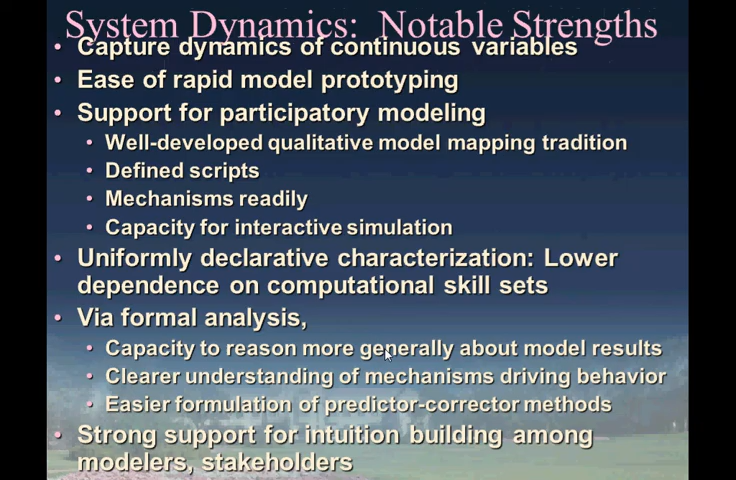 System Dynamics: Notable Strengths
• Capture dynamics of continuous variables
• Ease of rapid model prototyping
• Support for participatory modeling
• Well-developed qualitative model mapping tradition
• Defined scripts
• Mechanisms readily
• Capacity for interactive simulation
• Uniformly declarative characterization: Lower
dependence on computational skill sets
• Via formal analysis,
• Capacity to reason more generally about model results
• Clearer understanding of mechanisms driving behavior
• Easier formulation of predictor-corrector methods
• Strong support for intuition building among
modelers, stakeholders